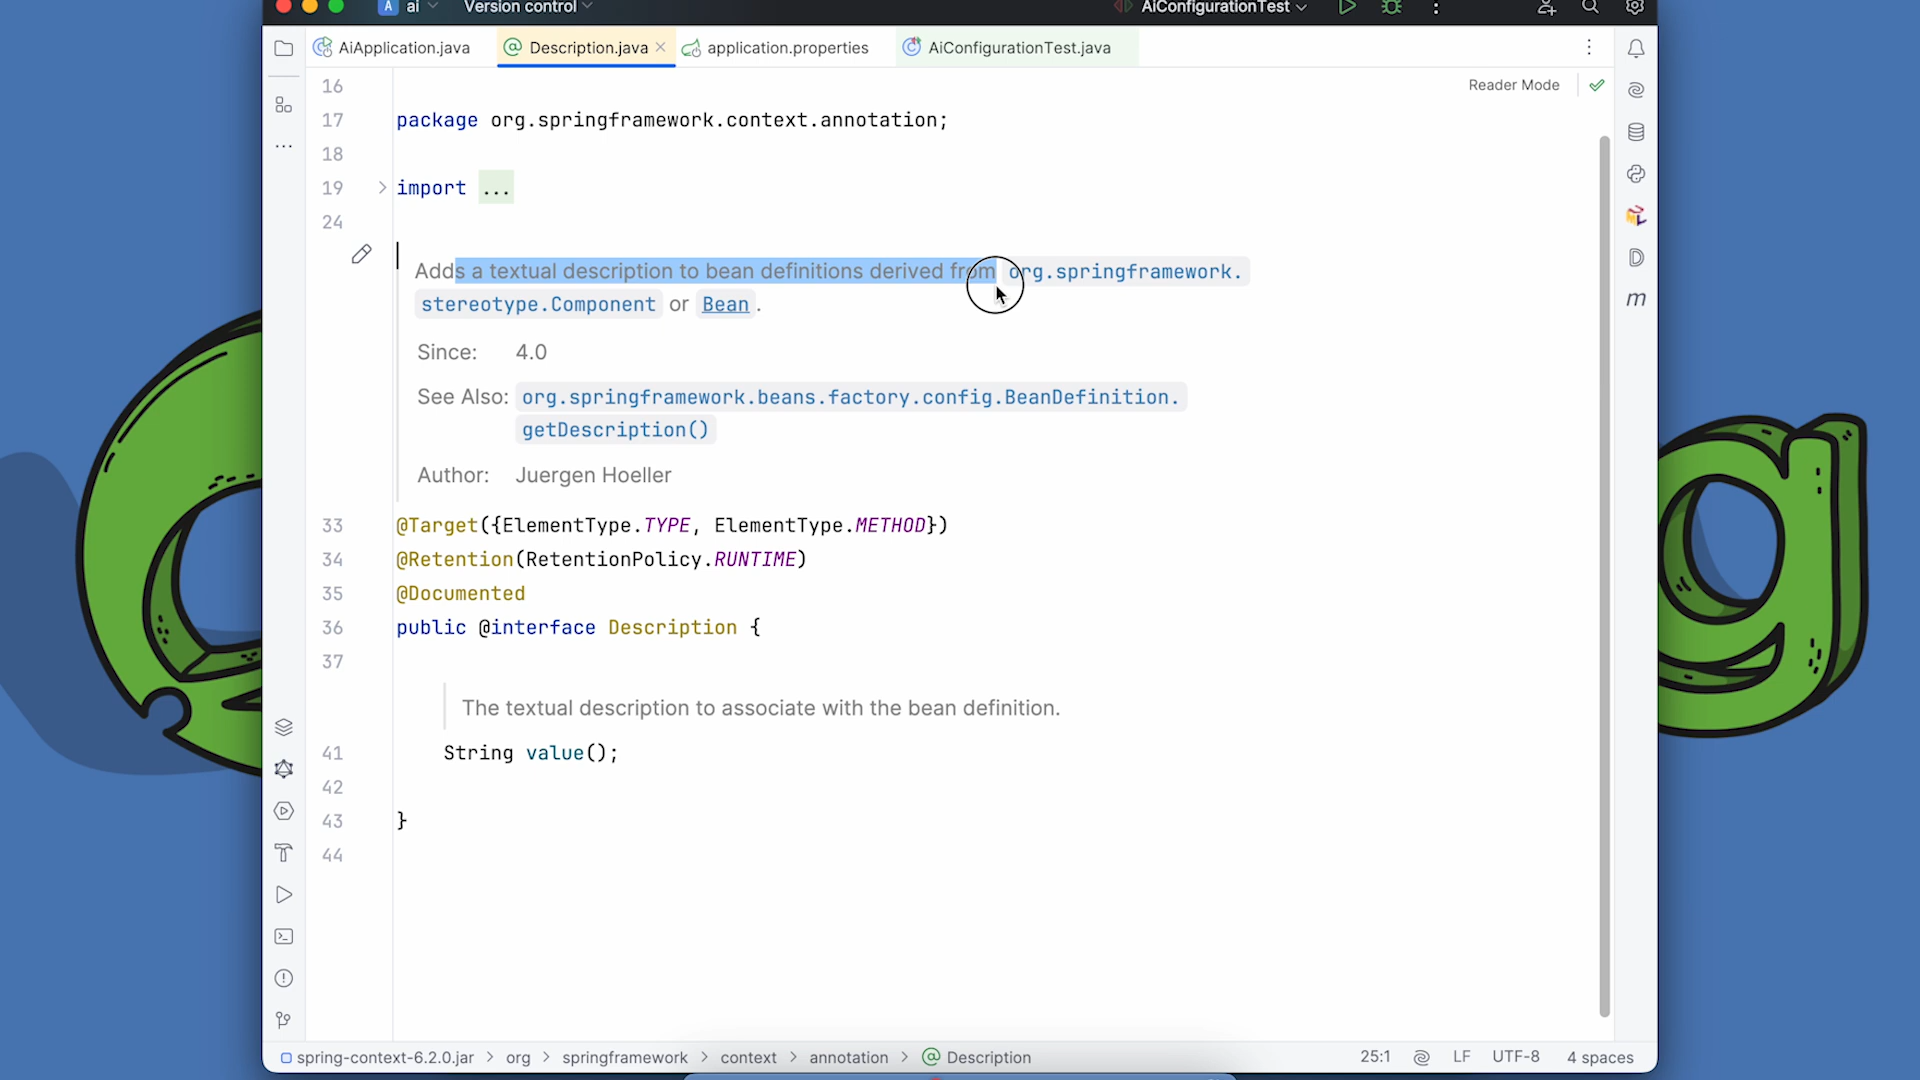 ai Version control AiConfigurationTest
AiApplication.java Description.java application.properties AiConfigurationTest.java
Reader Mode
16
17 package org.springframework.context.annotation;
18
19 import ...
24
Adds a textual description to bean definitions derived from org.springframework.
stereotype.Component or Bean.
Since: 4.0
See Also: org.springframework.beans.factory.config.BeanDefinition.
getDescription()
Author: Juergen Hoeller
33 @Target({ElementType.TYPE, ElementType.METHOD})
34 @Retention(RetentionPolicy.RUNTIME)
35 @Documented
36 public @interface Description {
37
The textual description to associate with the bean definition.
41 String value();
42
43 }
44
spring-context-6.2.0.jar > org > springframework > context > annotation > Description 25:1 LF UTF-8 4 spaces